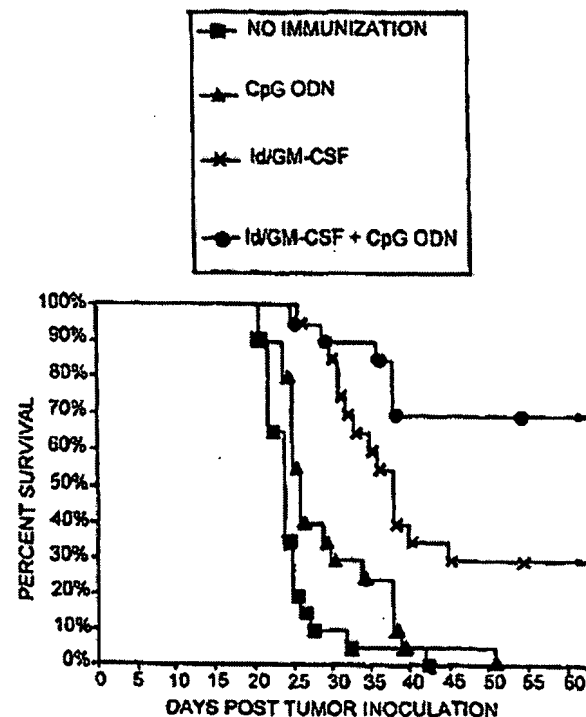 NO IMMUNIZATION
CpG ODN
Id/GM-CSF
Id/GM-CSF + CpG ODN
100%
90%
80%
70%
60%
50%
40%
30%
20%
10%
0%
PERCENT SURVIVAL
0 5 10 15 20 25 30 35 40 45 50 55 60
DAYS POST TUMOR INOCULATION